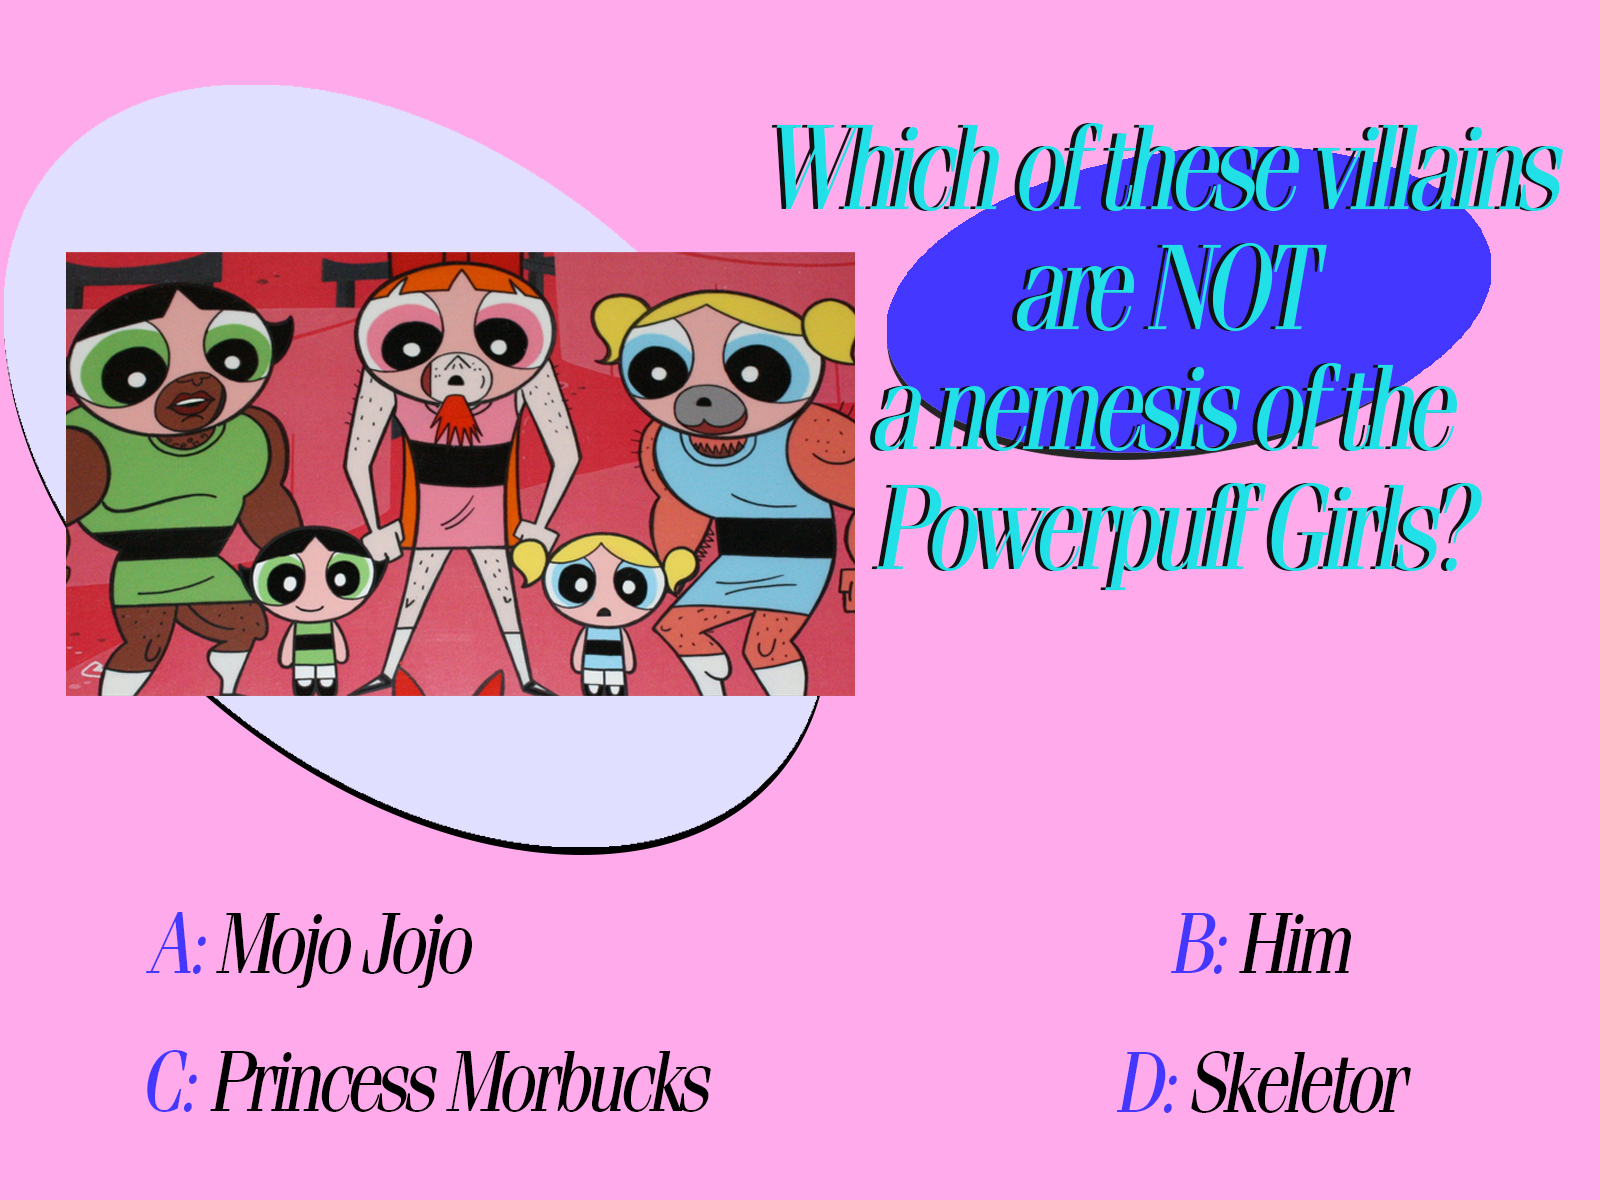 Which of these villains
are NOT
a nemesis of the
Powerpuff Girls?
A: Mojo Jojo
B: Him
C: Princess Morbucks
D: Skeletor